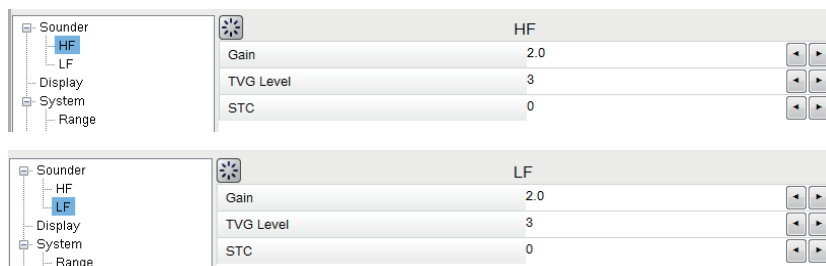 Sounder
HF
LF
Display
System
Range
HF
Gain 2.0
TVG Level 3
STC 0
Sounder
HF
LF
Display
System
Range
LF
Gain 2.0
TVG Level 3
STC 0